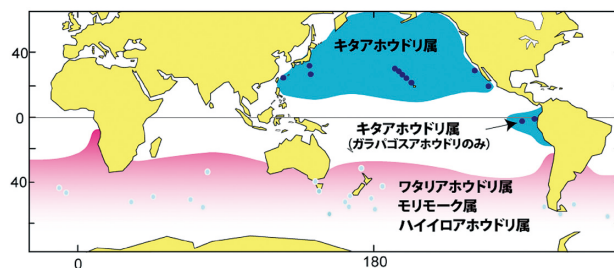 60
キタアホウドリ属
0
キタアホウドリ属
(ガラパゴスアホウドリのみ)
40
ワタリアホウドリ属
モリモーク属
ハイイロアホウドリ属
0
180